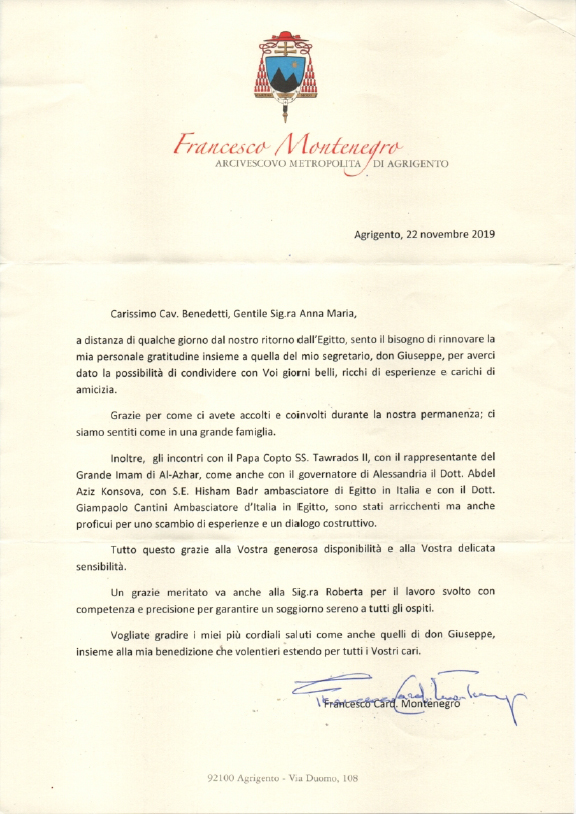 Francesco Montenegro
ARCIVESCOVO METROPOLITA DI AGRIGENTO
Agrigento, 22 novembre 2019
Carissimo Cav. Benedetti, Gentile Sig.ra Anna Maria,
a distanza di qualche giorno dal nostro ritorno dall'Egitto, sento il bisogno di rinnovare la
mia personale gratitudine insieme a quella del mio segretario, don Giuseppe, per averci
dato la possibilità di condividere con Voi giorni belli, ricchi di esperienze e carichi di
amicizia.
Grazie per come ci avete accolti e coinvolti durante la nostra permanenza; ci
siamo sentiti come in una grande famiglia.
Inoltre, gli incontri con il Papa Copto SS. Tawrados II, con il rappresentante del
Grande Imam di Al-Azhar, come anche con il governatore di Alessandria il Dott. Abdel
Aziz Konsova, con S.E. Hisham Badr ambasciatore di Egitto in Italia e con il Dott.
Giampaolo Cantini Ambasciatore d'Italia in Egitto, sono stati arricchenti ma anche
proficui per uno scambio di esperienze e un dialogo costruttivo.
Tutto questo grazie alla Vostra generosa disponibilità e alla Vostra delicata
sensibilità.
Un grazie meritato va anche alla Sig.ra Roberta per il lavoro svolto con
competenza e precisione per garantire un soggiorno sereno a tutti gli ospiti.
Vogliate gradire i miei più cordiali saluti come anche quelli di don Giuseppe,
insieme alla mia benedizione che volentieri estendo per tutti i Vostri cari.
Francesco Card. Montenegro
Francesco Card. Montenegro
92100 Agrigento - Via Duomo, 108